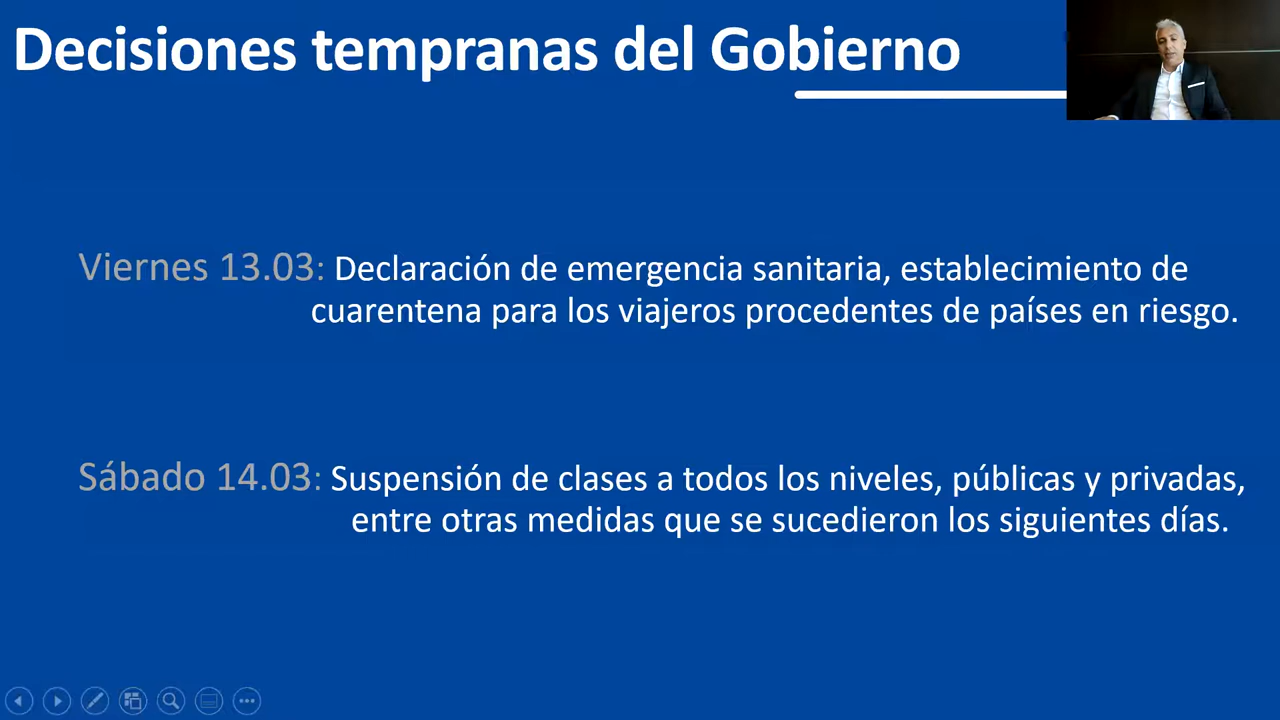 Decisiones tempranas del Gobierno
Viernes 13.03: Declaración de emergencia sanitaria, establecimiento de
cuarentena para los viajeros procedentes de países en riesgo.
Sábado 14.03: Suspensión de clases a todos los niveles, públicas y privadas,
entre otras medidas que se sucedieron los siguientes días.